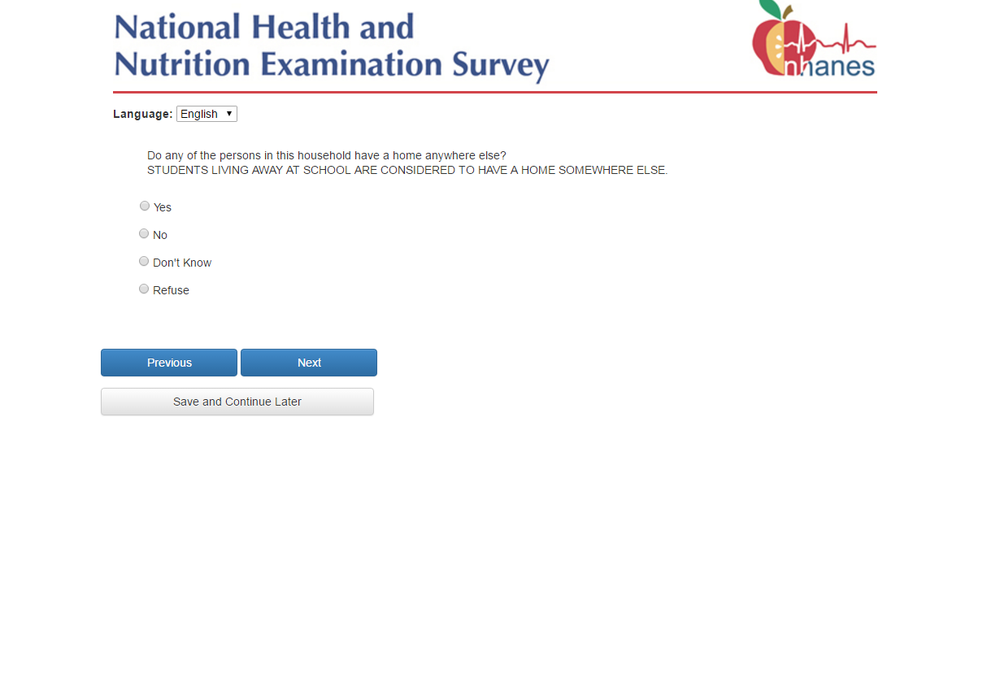 National Health and
Nutrition Examination Survey
nhanes
Language: English
Do any of the persons in this household have a home anywhere else?
STUDENTS LIVING AWAY AT SCHOOL ARE CONSIDERED TO HAVE A HOME SOMEWHERE ELSE.
Yes
No
Don't Know
Refuse
Previous Next
Save and Continue Later